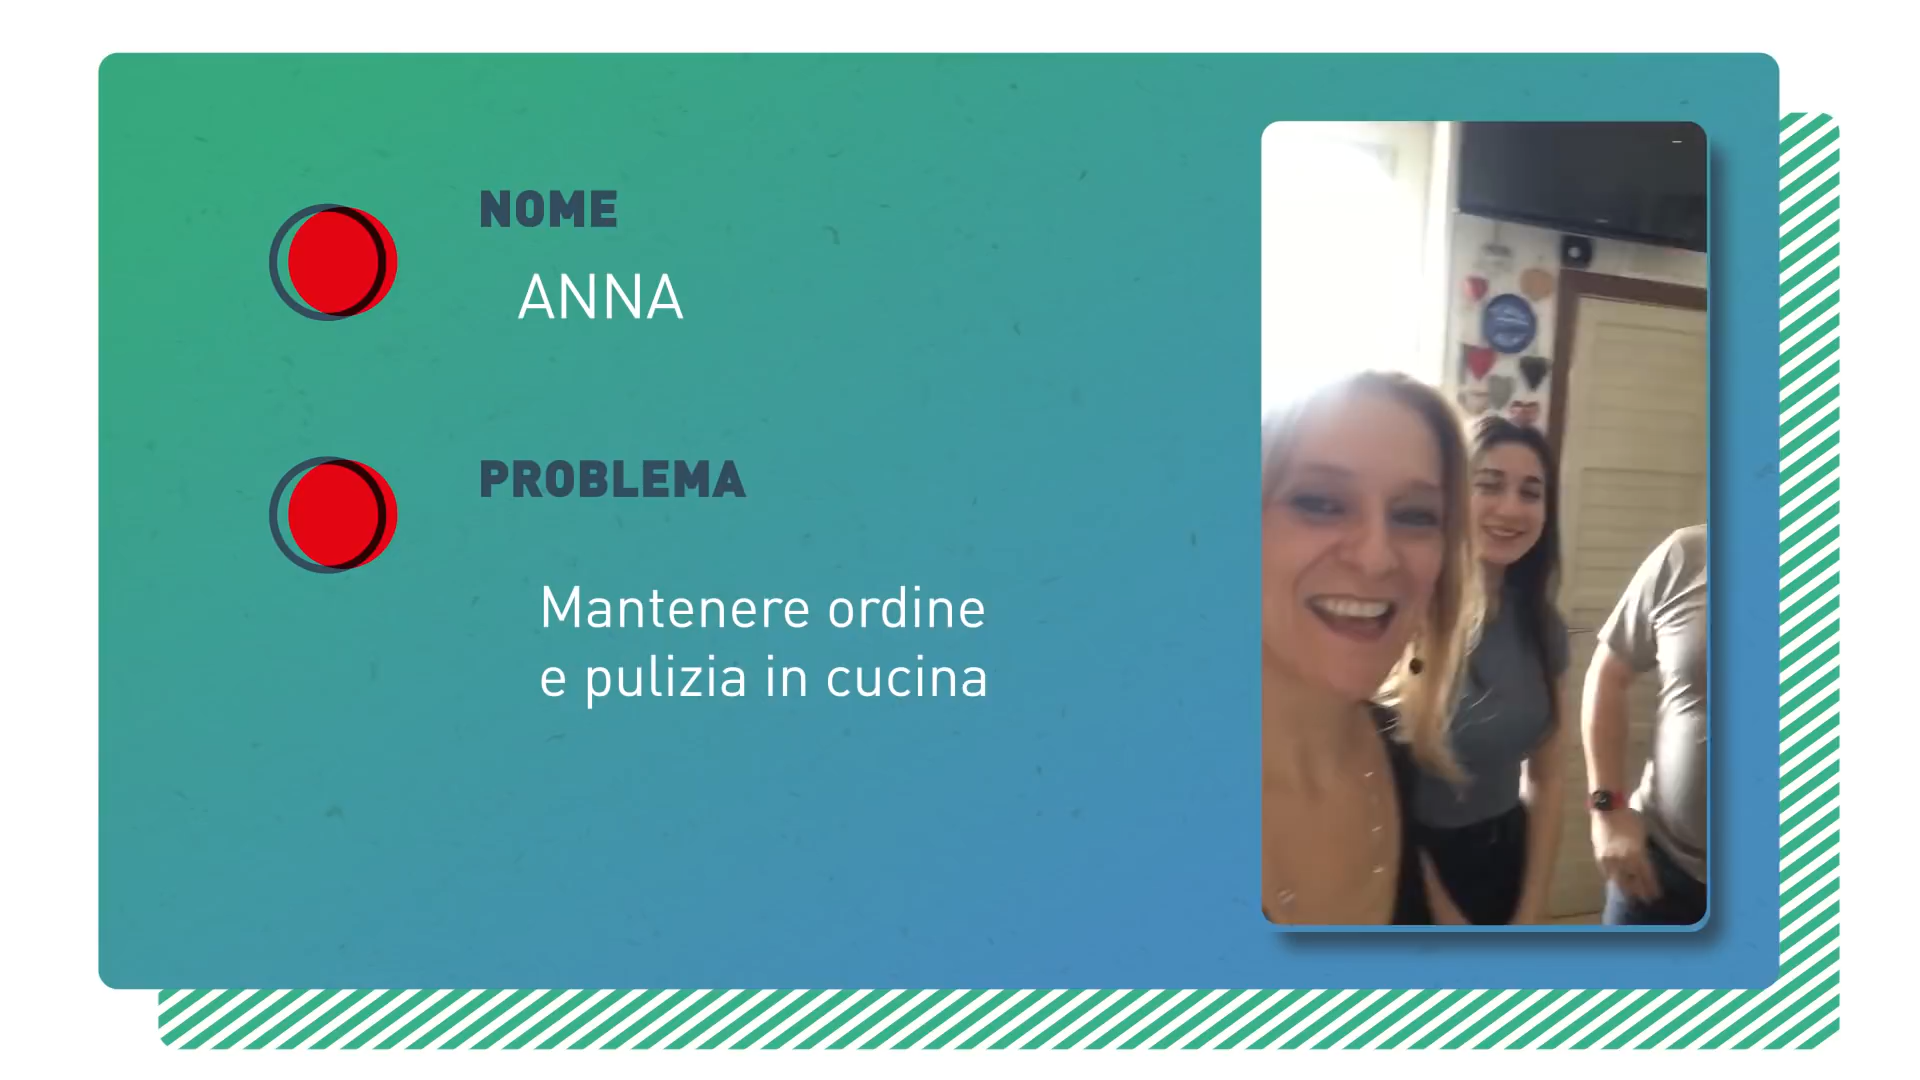 NOME
ANNA
PROBLEMA
Mantenere ordine
e pulizia in cucina